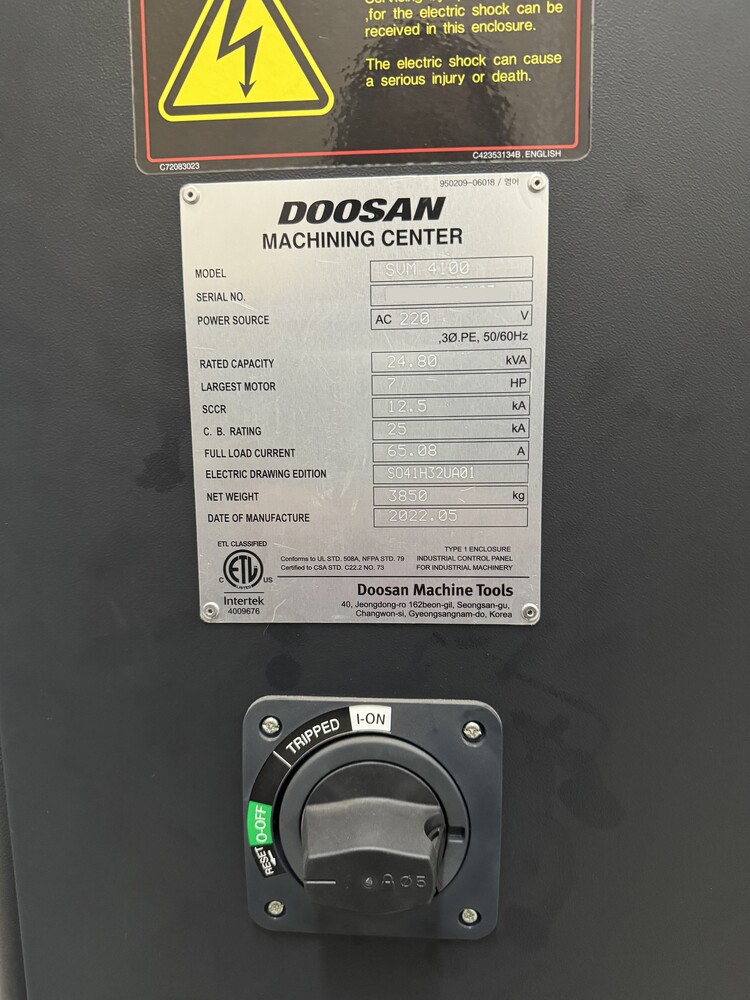 ,for the electric shock can be
received in this enclosure.
The electric shock can cause
a serious injury or death.
C72083023
C42353134B, ENGLISH
950209-06018 / 영어
DOOSAN
MACHINING CENTER
MODEL SVM 4100
SERIAL NO.
POWER SOURCE AC 220 V
,3Ø.PE, 50/60Hz
RATED CAPACITY 24.80 kVA
LARGEST MOTOR 7 HP
SCCR 12.5 kA
C. B. RATING 25 kA
FULL LOAD CURRENT 65.08 A
ELECTRIC DRAWING EDITION SO41H32UA01
NET WEIGHT 3850 kg
DATE OF MANUFACTURE 2022.05
ETL CLASSIFIED
C ETL US
LISTED
Intertek
4009676
Conforms to UL STD. 508A, NFPA STD. 79
Certified to CSA STD. C22.2 NO. 73
TYPE 1 ENCLOSURE
INDUSTRIAL CONTROL PANEL
FOR INDUSTRIAL MACHINERY
Doosan Machine Tools
40, Jeongdong-ro 162beon-gil, Seongsan-gu,
Changwon-si, Gyeongsangnam-do, Korea
I-ON
TRIPPED
O-OFF
RESET